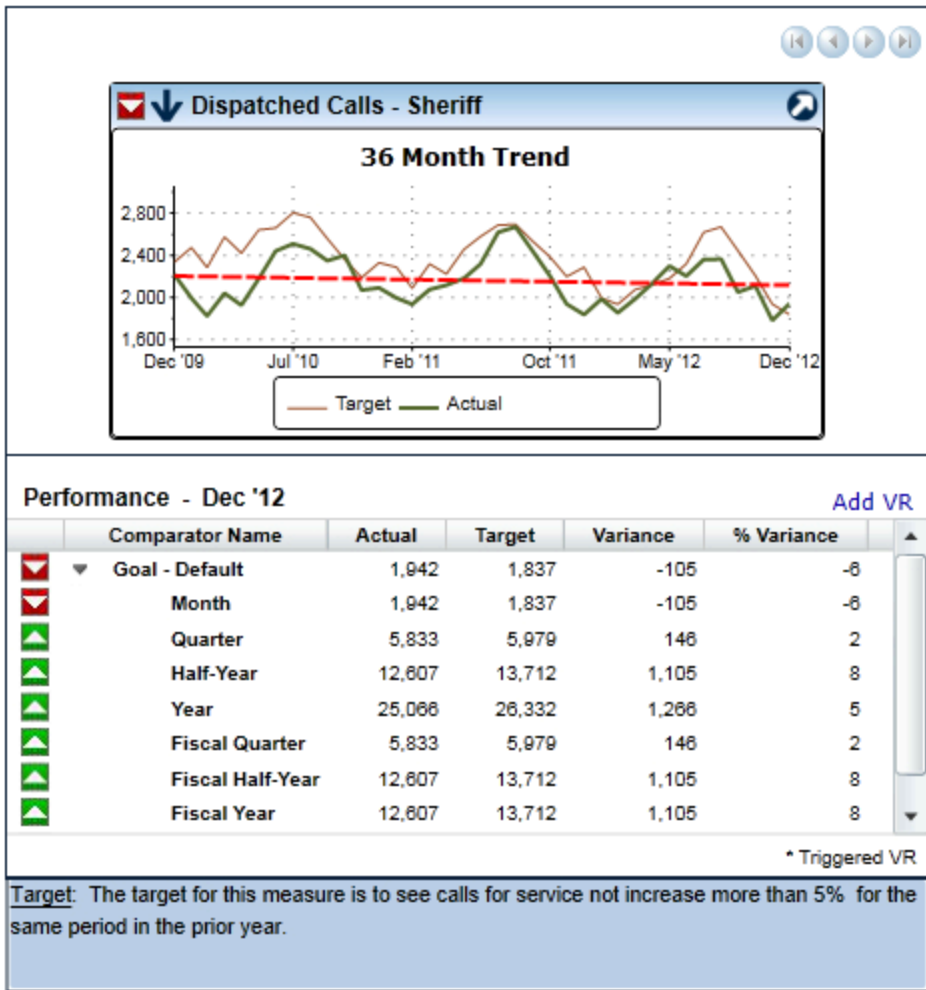 Dispatched Calls - Sheriff
36 Month Trend
2,800
2,400
2,000
1,600
Dec '09 Jul '10 Feb '11 Oct '11 May '12 Dec '12
Target Actual
Performance - Dec '12
Add VR
Comparator Name Actual Target Variance % Variance
Goal - Default 1,942 1,837 -105 -6
Month 1,942 1,837 -105 -6
Quarter 5,833 5,979 146 2
Half-Year 12,607 13,712 1,105 8
Year 25,066 26,332 1,266 5
Fiscal Quarter 5,833 5,979 146 2
Fiscal Half-Year 12,607 13,712 1,105 8
Fiscal Year 12,607 13,712 1,105 8
* Triggered VR
Target: The target for this measure is to see calls for service not increase more than 5% for the
same period in the prior year.